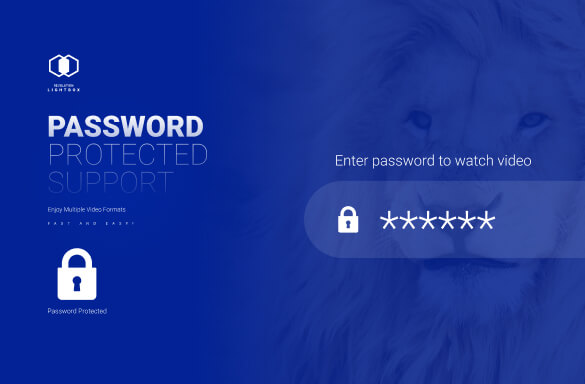 REVOLUTION
LIGHTBOX
PASSWORD
PROTECTED
SUPPORT
Enjoy Multiple Video Formats
FAST AND EASY!
Password Protected
Enter password to watch video
******